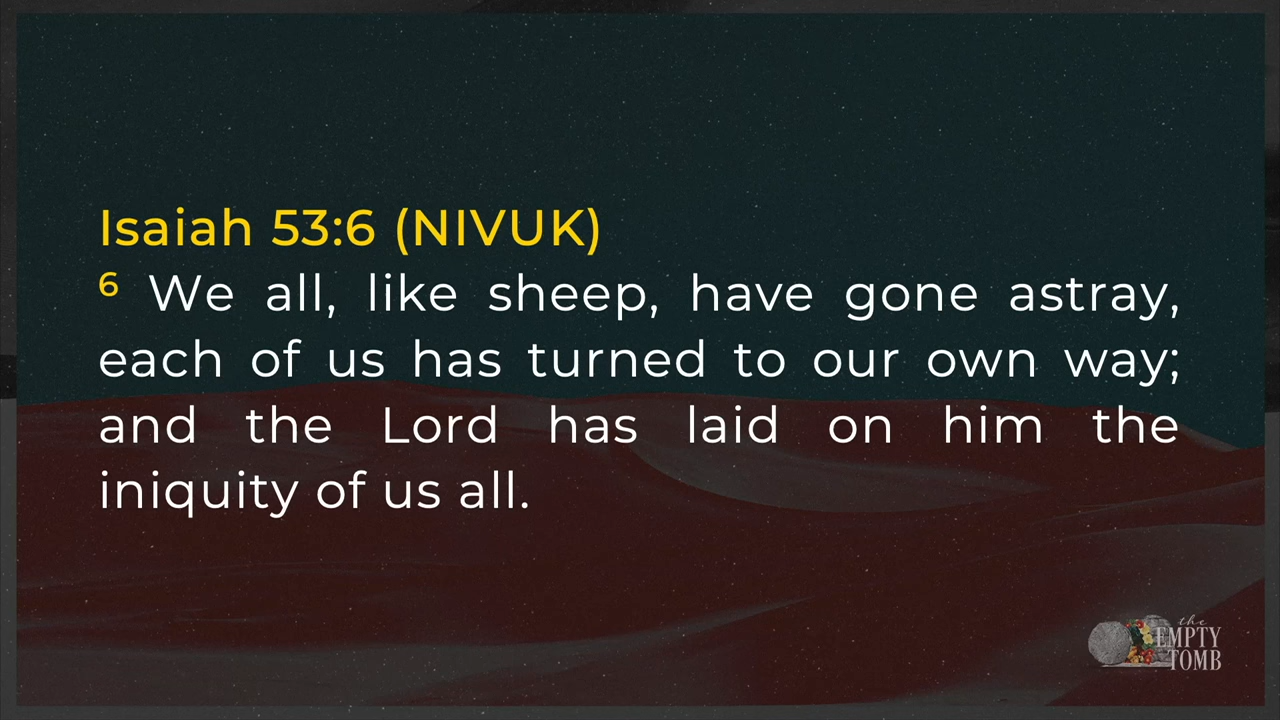 Isaiah 53:6 (NIVUK)
6 We all, like sheep, have gone astray,
each of us has turned to our own way;
and the Lord has laid on him the
iniquity of us all.
the
EMPTY
TOMB